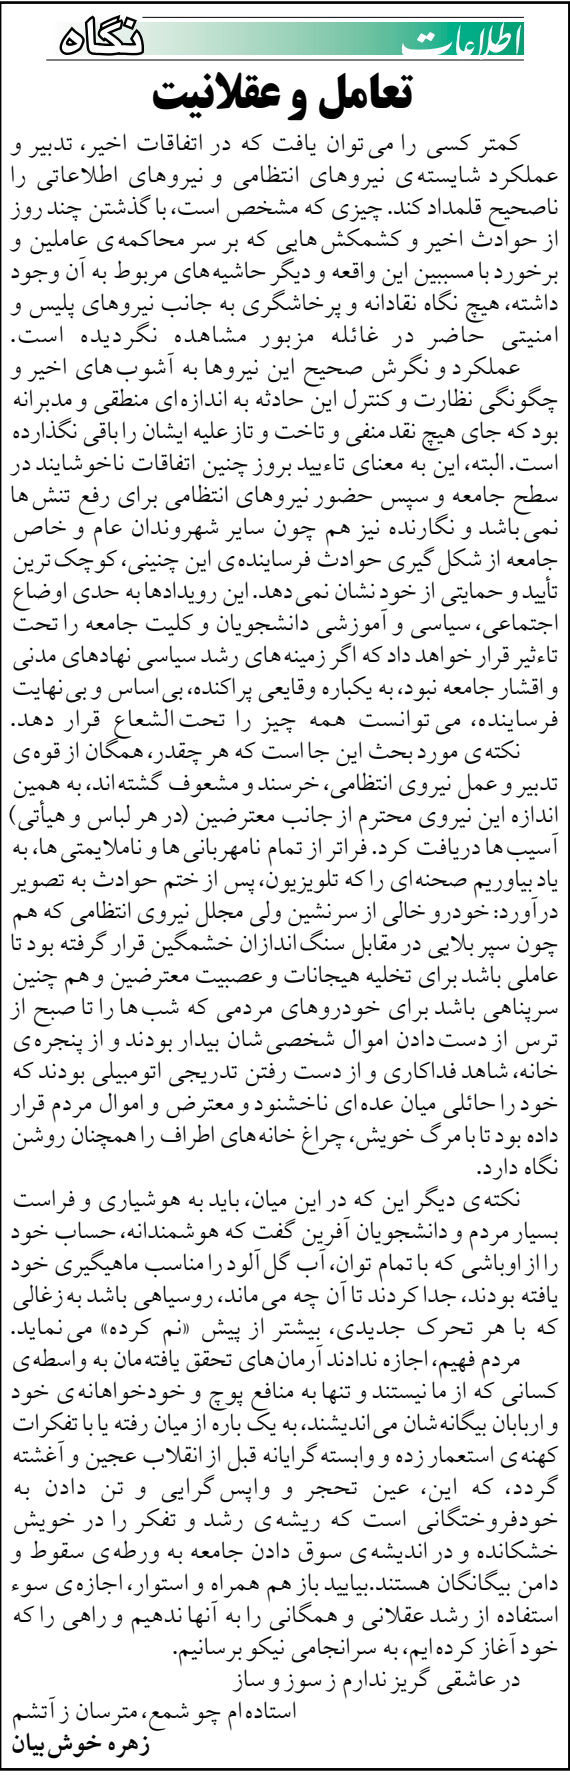 اطلاعات
نگاه
تعامل و عقلانیت
کمتر کسی را می‌توان یافت که در اتفاقات اخیر، تدبیر و
عملکرد شایسته‌ی نیروهای انتظامی و نیروهای اطلاعاتی را
ناصحیح قلمداد کند. چیزی که مشخص است، با گذشتن چند روز
از حوادث اخیر و کشمکش‌هایی که بر سر محاکمه‌ی عاملین و
برخورد با مسببین این واقعه و دیگر حاشیه‌های مربوط به آن وجود
داشته، هیچ نگاه نقادانه و پرخاشگری به جانب نیروهای پلیس و
امنیتی حاضر در غائله مزبور مشاهده نگردیده است.
عملکرد و نگرش صحیح این نیروها به آشوب‌های اخیر و
چگونگی نظارت و کنترل این حادثه به اندازه‌ای منطقی و مدبرانه
بود که جای هیچ نقد منفی و تاخت و تاز علیه ایشان را باقی نگذارده
است. البته، این به معنای تاءیید بروز چنین اتفاقات ناخوشایند در
سطح جامعه و سپس حضور نیروهای انتظامی برای رفع تنش‌ها
نمی‌باشد و نگارنده نیز هم چون سایر شهروندان عام و خاص
جامعه از شکل‌گیری حوادث فرساینده‌ی این چنینی، کوچک‌ترین
تأیید و حمایتی از خود نشان نمی‌دهد. این رویدادها به حدی اوضاع
اجتماعی، سیاسی و آموزشی دانشجویان و کلیت جامعه را تحت
تاءثیر قرار خواهد داد که اگر زمینه‌های رشد سیاسی نهادهای مدنی
و اقشار جامعه نبود، به یکباره وقایعی پراکنده، بی‌اساس و بی‌نهایت
فرساینده، می‌توانست همه چیز را تحت‌الشعاع قرار دهد.
نکته‌ی مورد بحث این جا است که هر چقدر، همگان از قوه‌ی
تدبیر و عمل نیروی انتظامی، خرسند و مشعوف گشته‌اند، به همین
اندازه این نیروی محترم از جانب معترضین (در هر لباس و هیأتی)
آسیب‌ها دریافت کرد. فراتر از تمام نامهربانی‌ها و ناملایمتی‌ها، به
یاد بیاوریم صحنه‌ای را که تلویزیون، پس از ختم حوادث به تصویر
درآورد: خودرو خالی از سرنشین ولی مجلل نیروی انتظامی که هم
چون سپر بلایی در مقابل سنگ‌اندازان خشمگین قرار گرفته بود تا
عاملی باشد برای تخلیه هیجانات و عصبیت معترضین و هم چنین
سرپناهی باشد برای خودروهای مردمی که شب‌ها را تا صبح از
ترس از دست دادن اموال شخصی‌شان بیدار بودند و از پنجره‌ی
خانه، شاهد فداکاری و از دست رفتن تدریجی اتومبیلی بودند که
خود را حائلی میان عده‌ای ناخشنود و معترض و اموال مردم قرار
داده بود تا با مرگ خویش، چراغ خانه‌های اطراف را همچنان روشن
نگاه دارد.
نکته‌ی دیگر این که در این میان، باید به هوشیاری و فراست
بسیار مردم و دانشجویان آفرین گفت که هوشمندانه، حساب خود
را از اوباشی که با تمام توان، آب گل‌آلود را مناسب ماهیگیری خود
یافته بودند، جدا کردند تا آن چه می‌ماند، روسیاهی باشد به زغالی
که با هر تحرک جدیدی، بیشتر از پیش «نم کرده» می‌نماید.
مردم فهیم، اجازه ندادند آرمان‌های تحقق یافته‌مان به واسطه‌ی
کسانی که از ما نیستند و تنها به منافع پوچ و خودخواهانه‌ی خود
و اربابان بیگانه‌شان می‌اندیشند، به یک باره از میان رفته یا با تفکرات
کهنه‌ی استعمار زده و وابسته‌گرایانه قبل از انقلاب عجین و آغشته
گردد، که این، عین تحجر و واپس‌گرایی و تن دادن به
خودفروختگانی است که ریشه‌ی رشد و تفکر را در خویش
خشکانده و در اندیشه‌ی سوق دادن جامعه به ورطه‌ی سقوط و
دامن بیگانگان هستند.بیایید باز هم همراه و استوار، اجازه‌ی سوء
استفاده از رشد عقلانی و همگانی را به آنها ندهیم و راهی را که
خود آغاز کرده‌ایم، به سرانجامی نیکو برسانیم.
در عاشقی گریز ندارم ز سوز و ساز
استاده‌ام چو شمع، مترسان ز آتشم
زهره خوش‌بیان